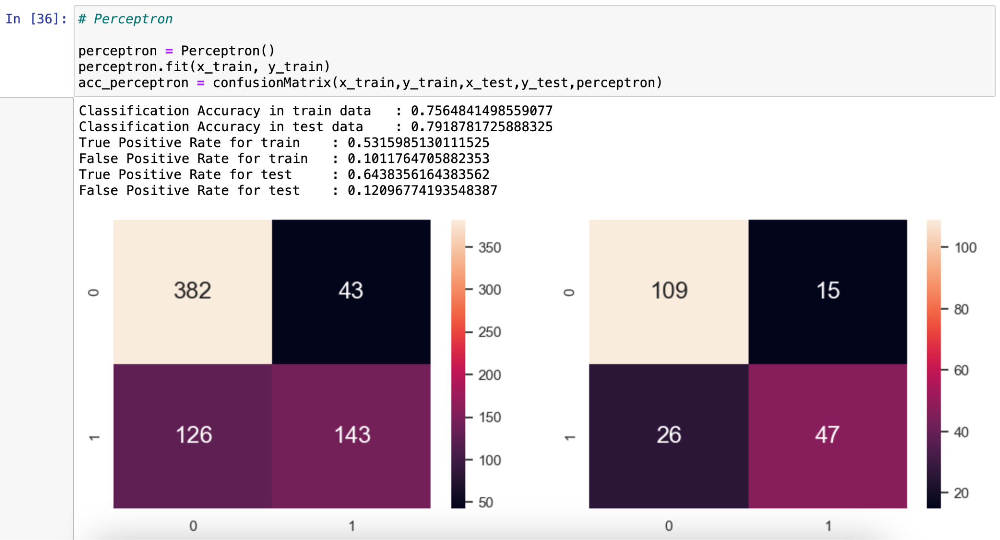 In [36]: # Perceptron
perceptron = Perceptron()
perceptron.fit(x_train, y_train)
acc_perceptron = confusionMatrix(x_train,y_train,x_test,y_test,perceptron)
Classification Accuracy in train data : 0.7564841498559077
Classification Accuracy in test data : 0.7918781725888325
True Positive Rate for train : 0.5315985130111525
False Positive Rate for train : 0.1011764705882353
True Positive Rate for test : 0.6438356164383562
False Positive Rate for test : 0.12096774193548387
0
382
43
1
126
143
0
1
350
300
250
200
150
100
50
0
109
15
1
26
47
0
1
100
80
60
40
20